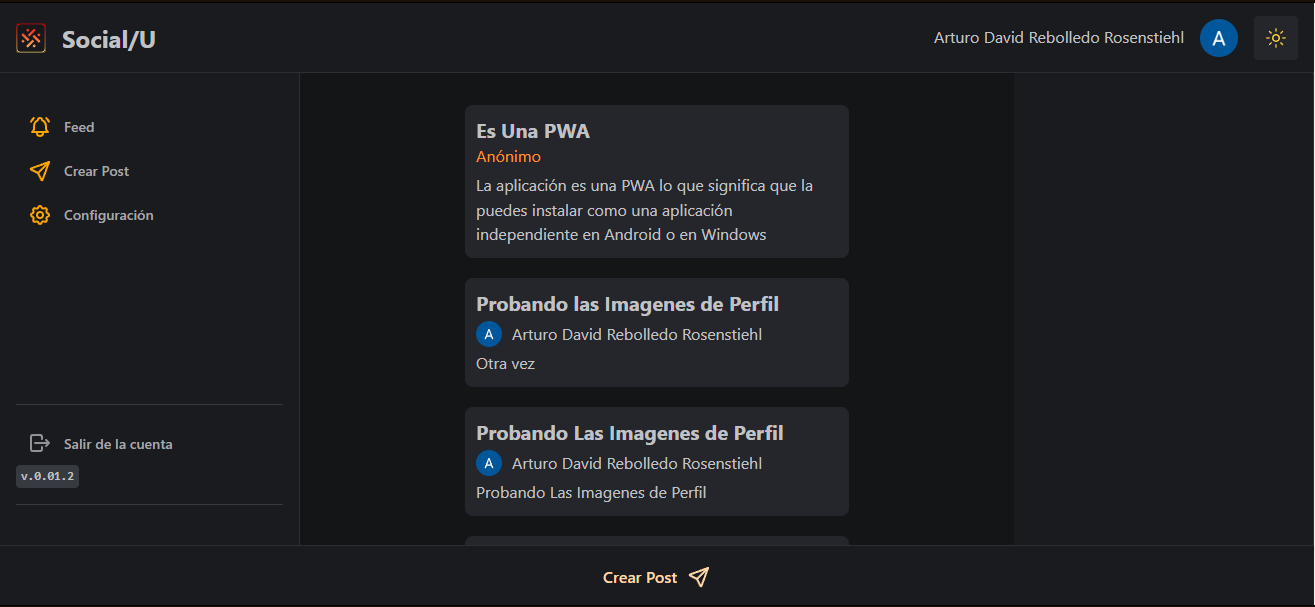 Social/U
Arturo David Rebolledo Rosenstiehl
A
Feed
Crear Post
Configuración
Salir de la cuenta
v.0.01.2
Es Una PWA
Anónimo
La aplicación es una PWA lo que significa que la
puedes instalar como una aplicación
independiente en Android o en Windows
Probando las Imagenes de Perfil
A Arturo David Rebolledo Rosenstiehl
Otra vez
Probando Las Imagenes de Perfil
A Arturo David Rebolledo Rosenstiehl
Probando Las Imagenes de Perfil
Crear Post